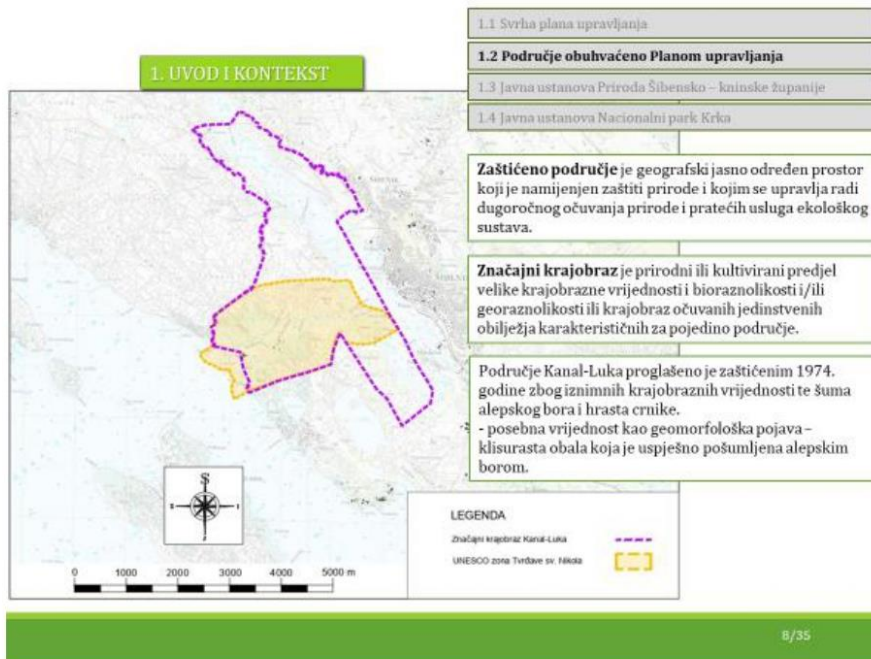 1.1 Svrha plana upravljanja
1.2 Područje obuhvaćeno Planom upravljanja
1.3 Javna ustanova Priroda Šibensko – kninske županije
1.4 Javna ustanova Nacionalni park Krka
1. UVOD I KONTEKST
Zaštićeno područje je geografski jasno određen prostor
koji je namijenjen zaštiti prirode i kojim se upravlja radi
dugoročnog očuvanja prirode i pratećih usluga ekološkog
sustava.
Značajni krajobraz je prirodni ili kultivirani predjel
velike krajobrazne vrijednosti i bioraznolikosti i/ili
georaznolikosti ili krajobraz očuvanih jedinstvenih
obilježja karakterističnih za pojedino područje.
Područje Kanal-Luka proglašeno je zaštićenim 1974.
godine zbog iznimnih krajobraznih vrijednosti te šuma
alepskog bora i hrasta crnike.
- posebna vrijednost kao geomorfološka pojava –
klisurasta obala koja je uspješno pošumljena alepskim
borom.
S
LEGENDA
Značajni krajobraz Kanal-Luka
UNESCO zona Tvrđave sv. Nikola
0 1000 2000 3000 4000 5000 m
8/35